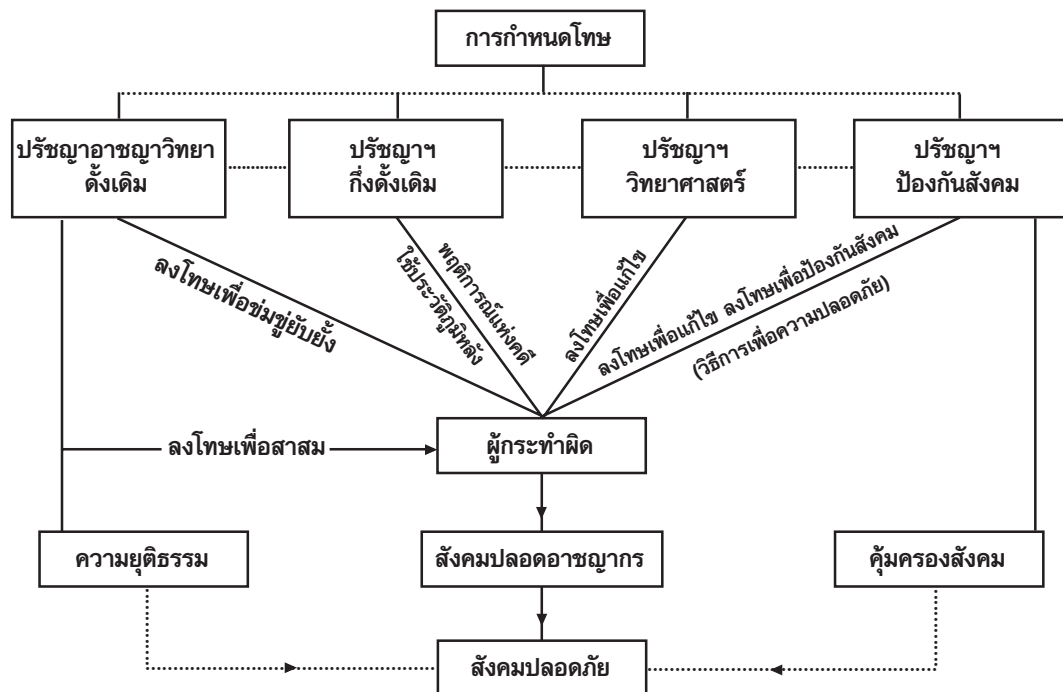 การกำหนดโทษ
ปรัชญาอาชญาวิทยา
ดั้งเดิม
ปรัชญาฯ
กึ่งดั้งเดิม
ปรัชญาฯ
วิทยาศาสตร์
ปรัชญาฯ
ป้องกันสังคม
ลงโทษเพื่อข่มขู่ยับยั้ง
พฤติการณ์แห่งคดี
ใช้ประวัติภูมิหลัง
ลงโทษเพื่อแก้ไข
ลงโทษเพื่อแก้ไข ลงโทษเพื่อป้องกันสังคม
(วิธีการเพื่อความปลอดภัย)
ลงโทษเพื่อสาสม
ผู้กระทำผิด
ความยุติธรรม
สังคมปลอดอาชญากร
คุ้มครองสังคม
สังคมปลอดภัย